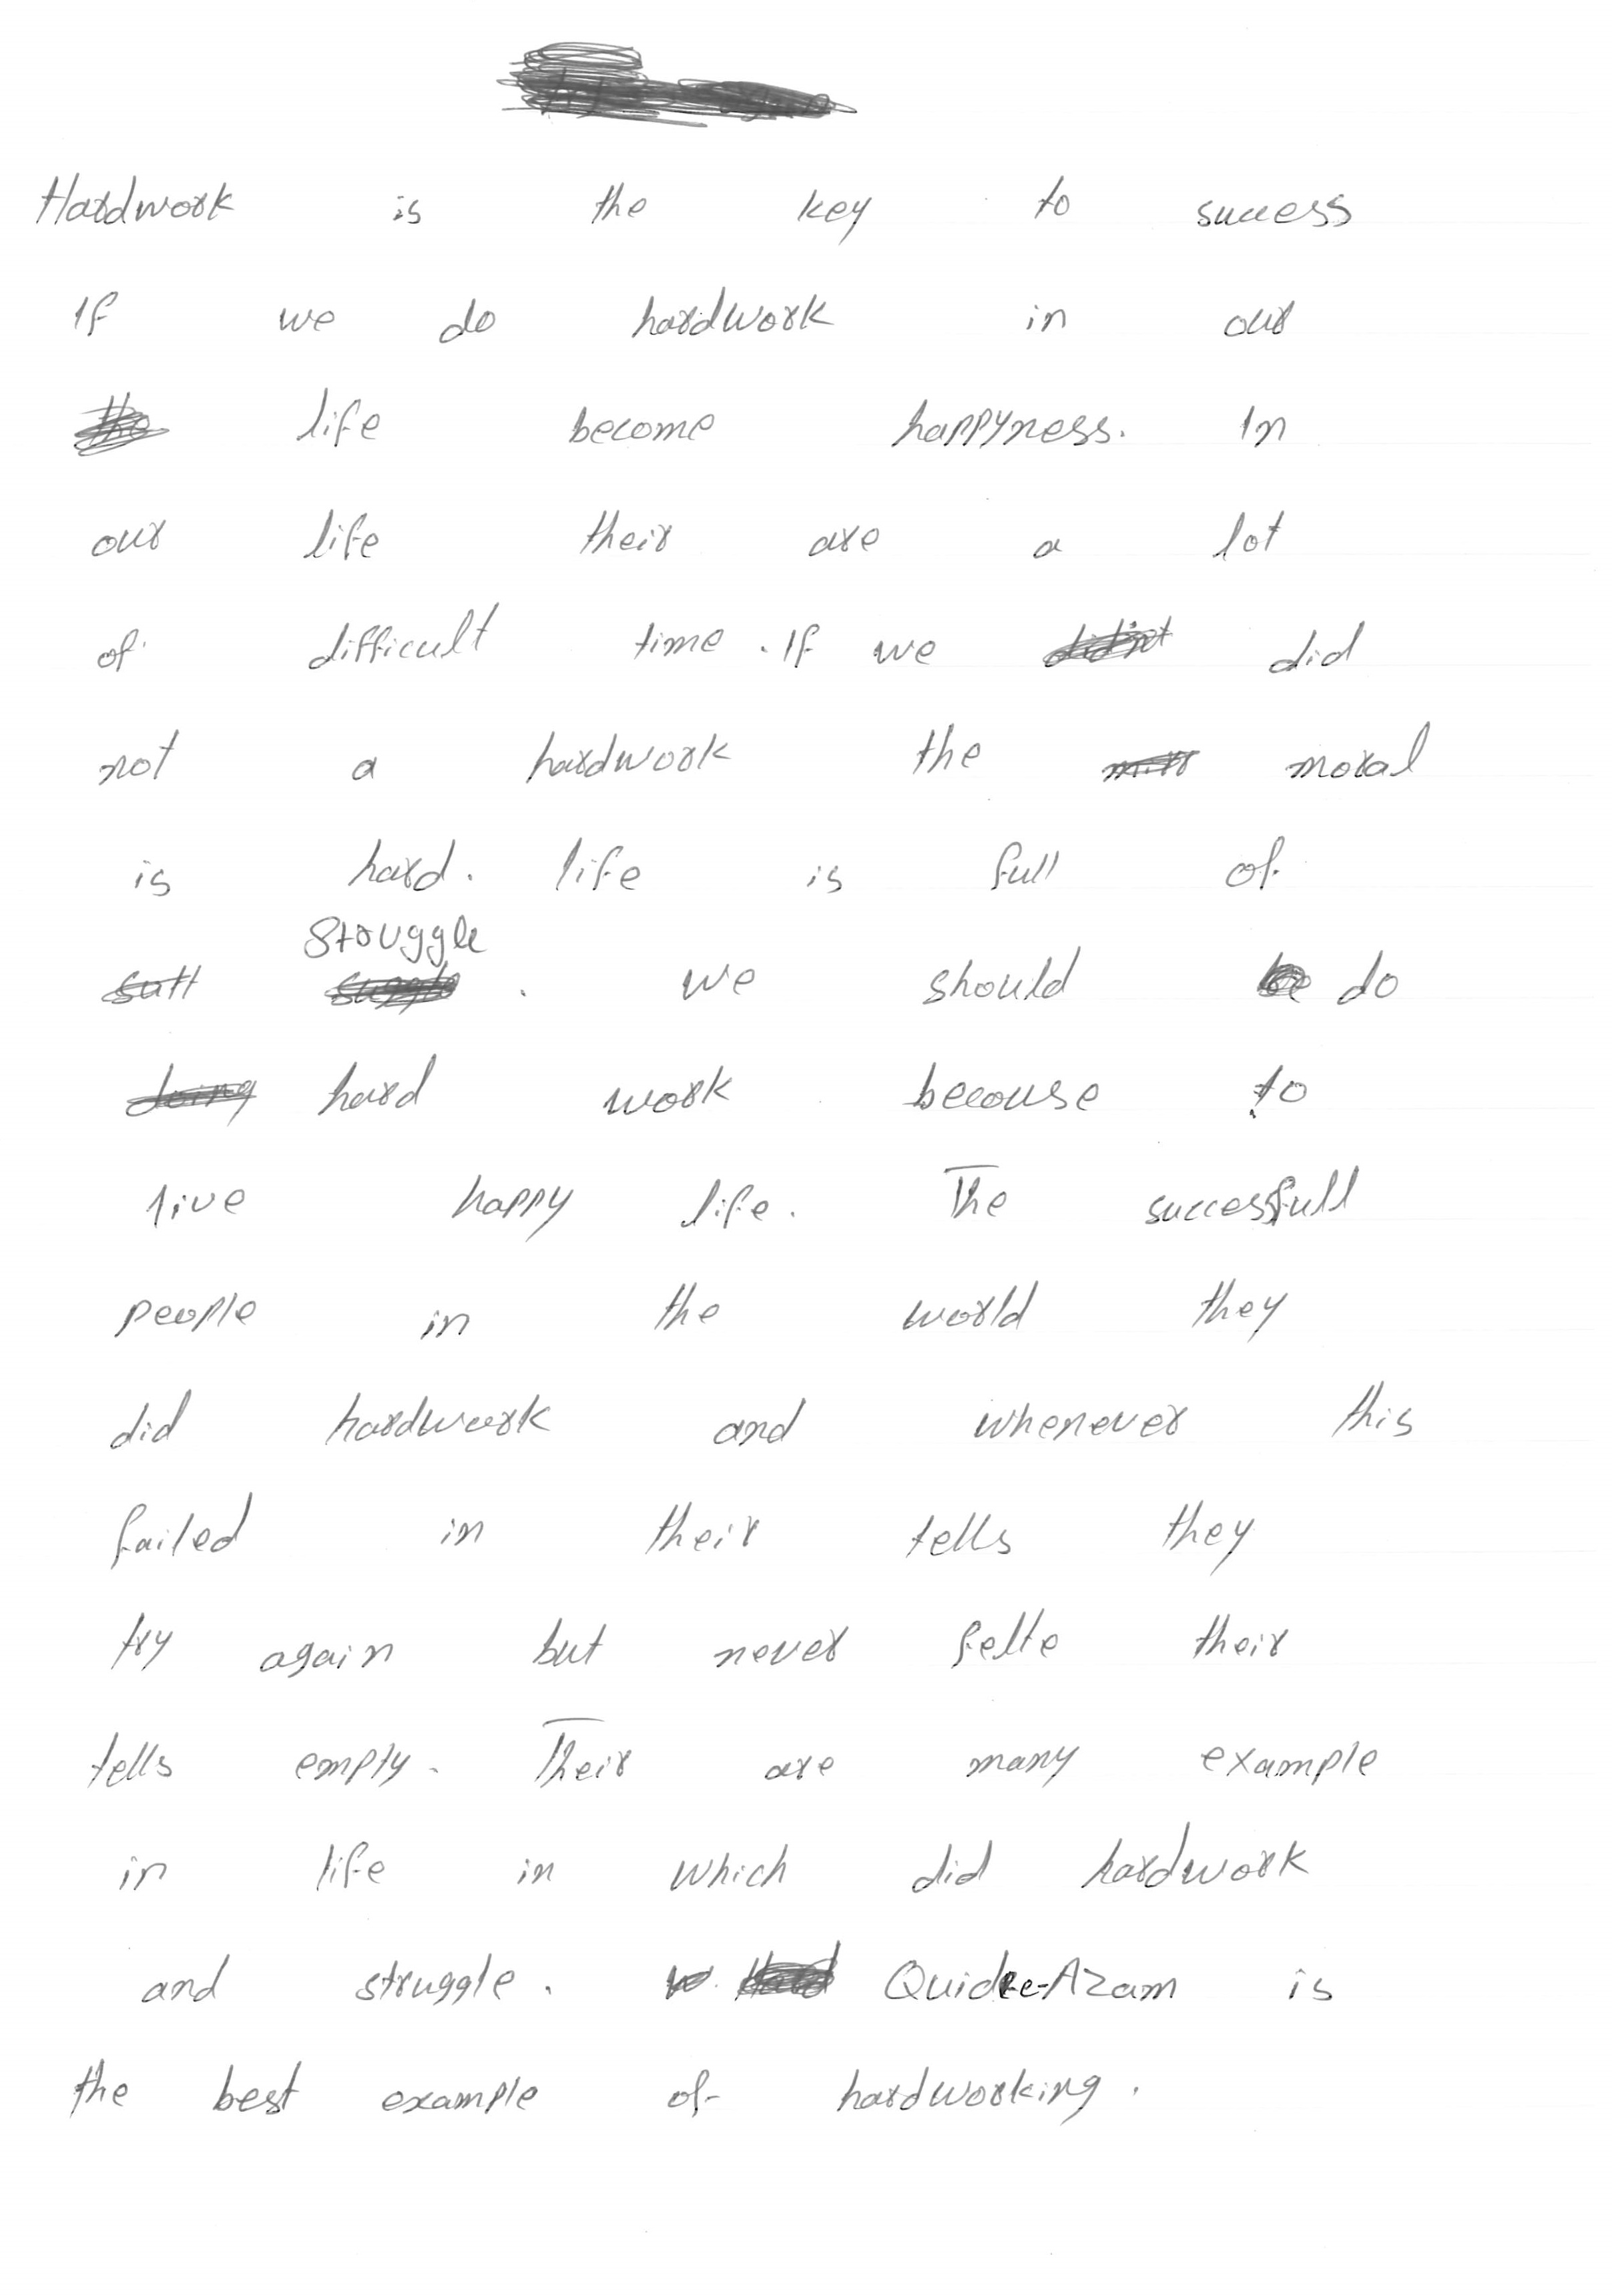 Hardwork is the key to success
If we do hardwork in our
life become happyness. In
our life their are a lot
of difficult time. If we did
not a hardwork the moral
is hard. life is full of
struggle . we should do
hard work becouse to
live happy life. The successfull
people in the world they
did hardwork and whenever this
failed in their tells they
try again but never felte their
tells empty. Their are many example
in life in which did hardwork
and struggle. Quide-Azam is
the best example of hardworking.